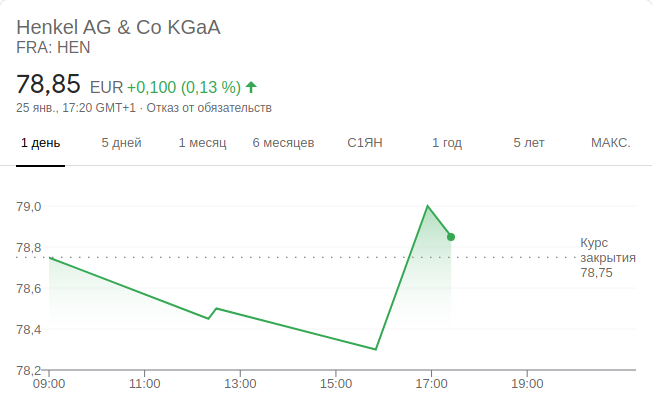 Henkel AG & Co KGaA
FRA: HEN
78,85 EUR +0,100 (0,13 %)
25 янв., 17:20 GMT+1 · Отказ от обязательств
1 день 5 дней 1 месяц 6 месяцев С1ЯН 1 год 5 лет МАКС.
79,0
78,8
78,6
78,4
78,2
Курс
закрытия
78,75
09:00 11:00 13:00 15:00 17:00 19:00